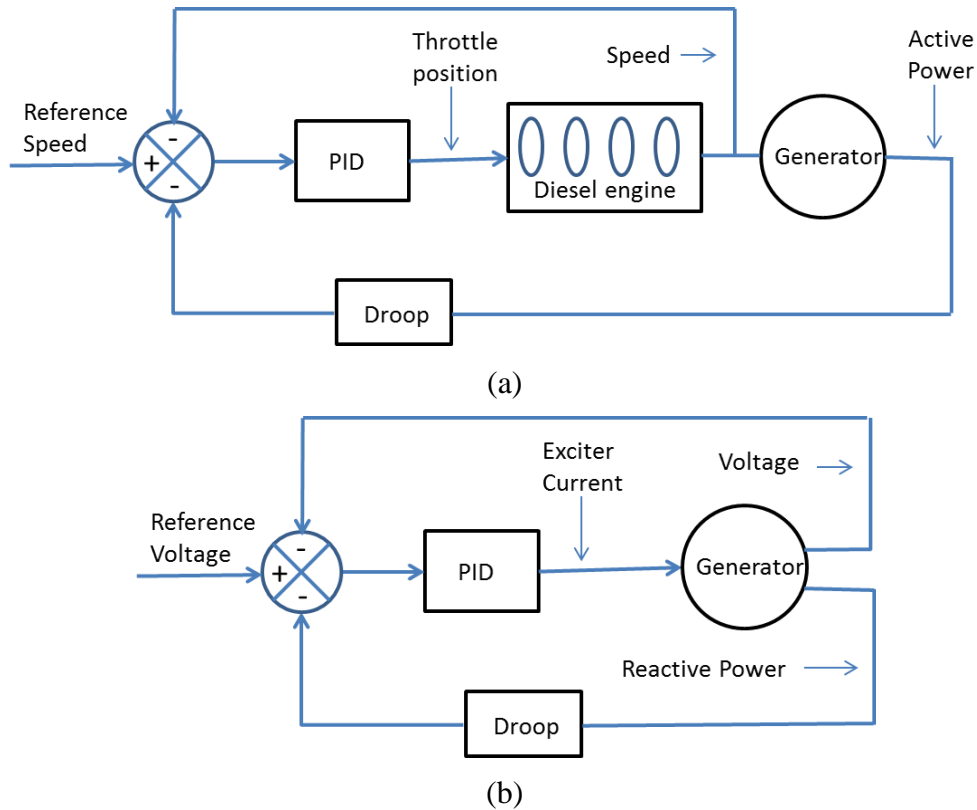 Throttle
position
Speed
Active
Power
Reference
Speed
-
+
-
PID
Diesel engine
Generator
Droop
(a)
Exciter
Current
Voltage
Reference
Voltage
-
+
-
PID
Generator
Reactive Power
Droop
(b)